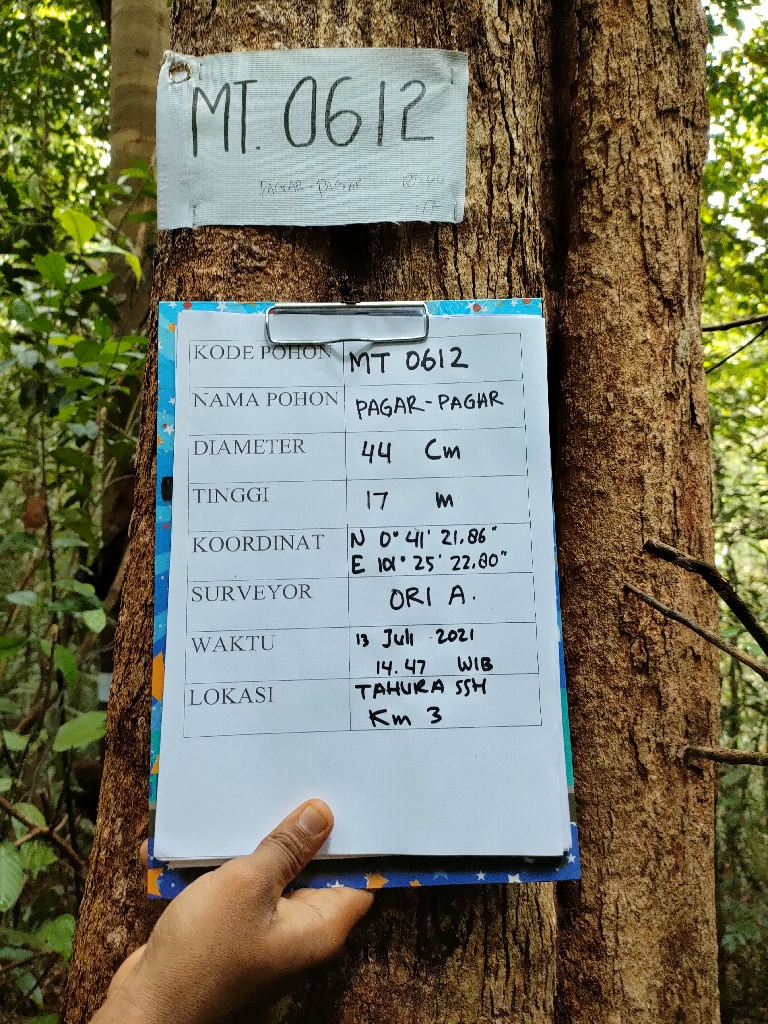 MT. 0612
PAGAR-PAGAR
KODE POHON MT 0612
NAMA POHON PAGAR-PAGAR
DIAMETER 44 Cm
TINGGI 17 m
KOORDINAT N 0° 41' 21.86"
E 101° 25' 22.80"
SURVEYOR ORI A.
WAKTU 13 Juli 2021
14.47 WIB
LOKASI TAHURA SSH
Km 3